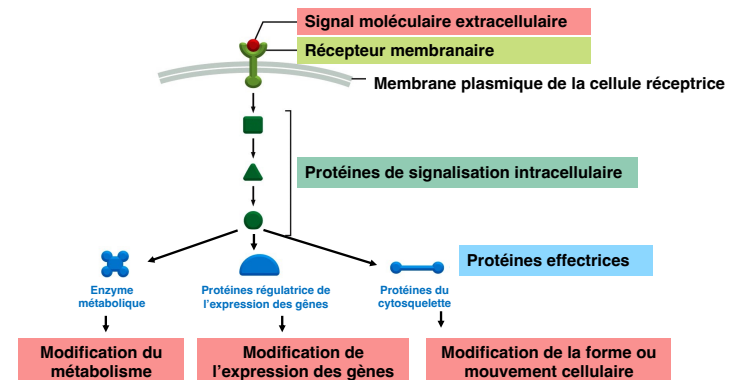 Signal moléculaire extracellulaire
Récepteur membranaire
Membrane plasmique de la cellule réceptrice
Protéines de signalisation intracellulaire
Protéines effectrices
Enzyme
métabolique
Protéines régulatrice de
l'expression des gênes
Protéines du
cytosquelette
Modification du
métabolisme
Modification de
l'expression des gènes
Modification de la forme ou
mouvement cellulaire